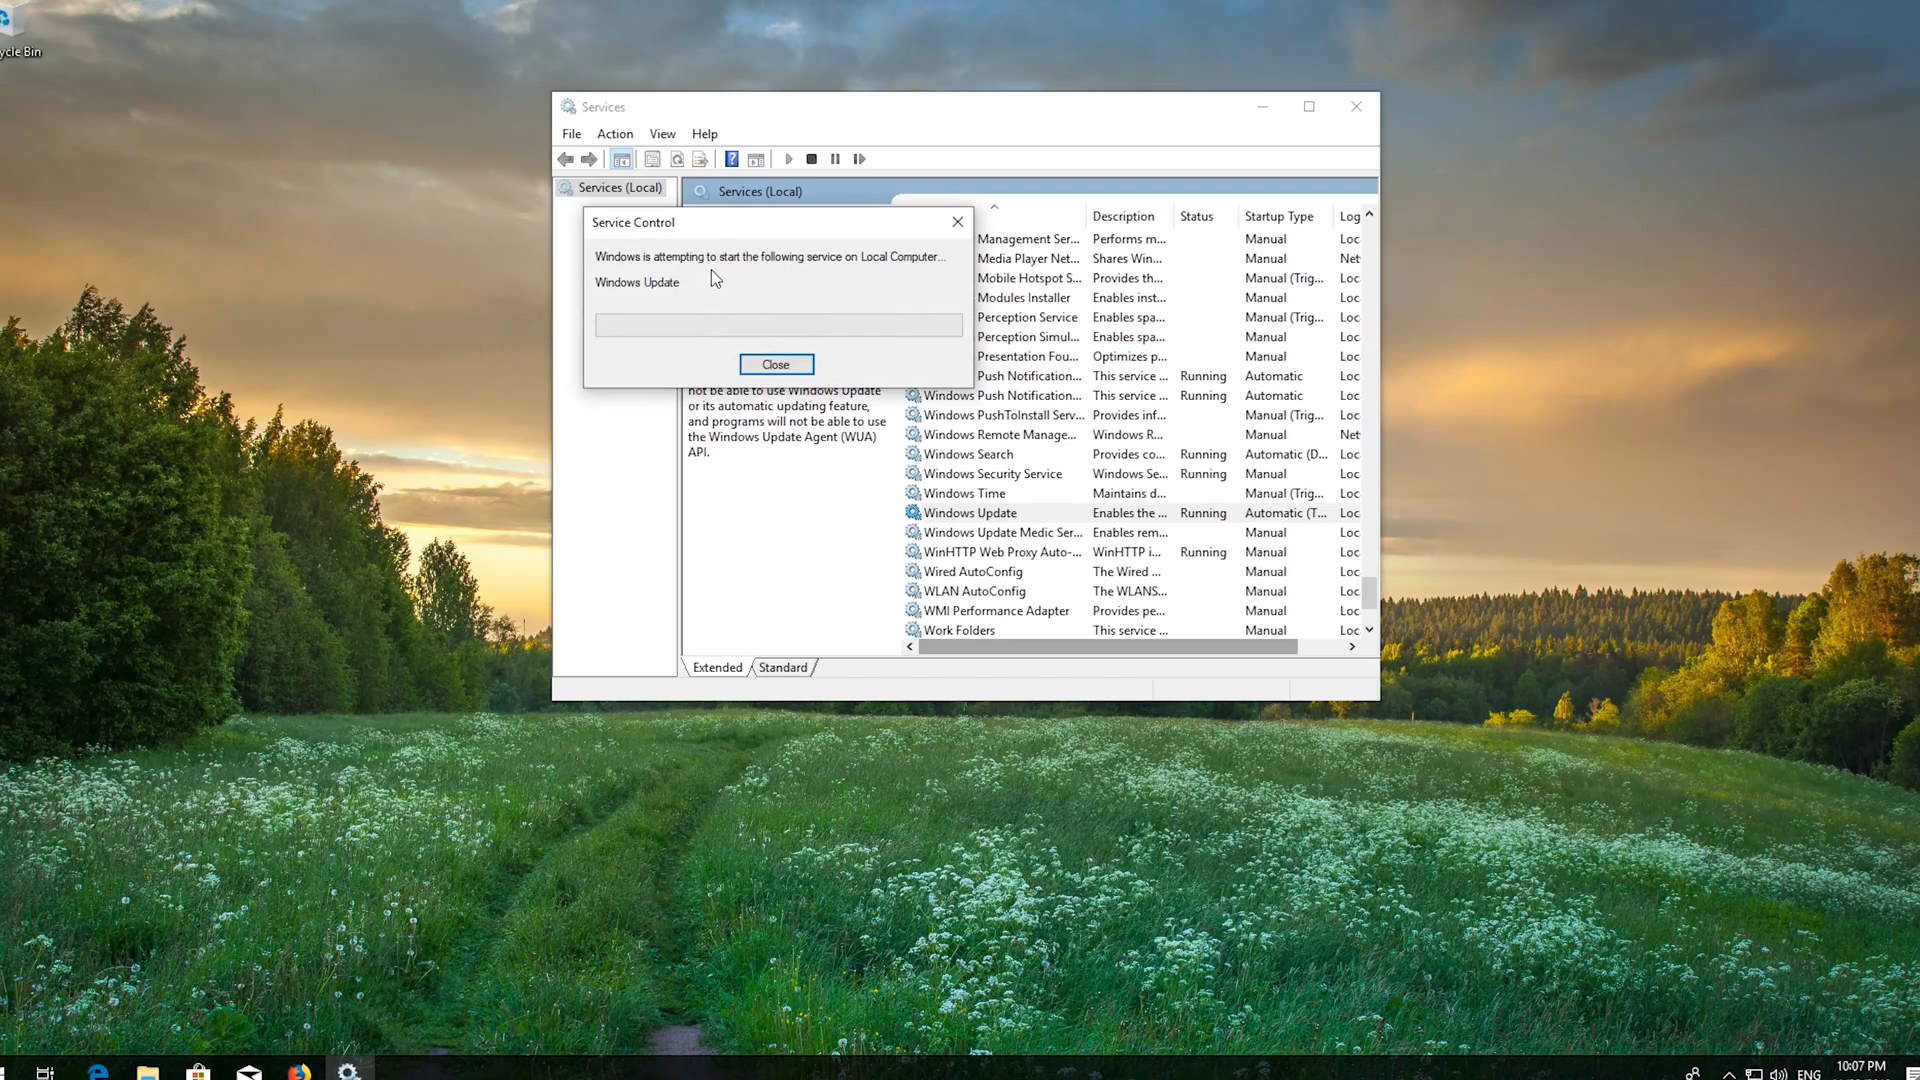 ycle Bin
Services
File Action View Help
Services (Local)
Services (Local)
Service Control
Windows is attempting to start the following service on Local Computer...
Windows Update
Close
not be able to use Windows Update
or its automatic updating feature,
and programs will not be able to use
the Windows Update Agent (WUA)
API.
Description Status Startup Type Log
Management Ser... Performs m... Manual Loc
Media Player Net... Shares Win... Manual Net
Mobile Hotspot S... Provides th... Manual (Trig... Loc
Modules Installer Enables inst... Manual Loc
Perception Service Enables spa... Manual (Trig... Loc
Perception Simul... Enables spa... Manual Loc
Presentation Fou... Optimizes p... Manual Loc
Push Notification... This service ... Running Automatic Loc
Windows Push Notification... This service ... Running Automatic Loc
Windows PushToInstall Serv... Provides inf... Manual (Trig... Loc
Windows Remote Manage... Windows R... Manual Net
Windows Search Provides co... Running Automatic (D... Loc
Windows Security Service Windows Se... Running Manual Loc
Windows Time Maintains d... Manual (Trig... Loc
Windows Update Enables the ... Running Automatic (T... Loc
Windows Update Medic Ser... Enables rem... Manual Loc
WinHTTP Web Proxy Auto-... WinHTTP i... Running Manual Loc
Wired AutoConfig The Wired ... Manual Loc
WLAN AutoConfig The WLANS... Manual Loc
WMI Performance Adapter Provides pe... Manual Loc
Work Folders This service ... Manual Loc
Extended Standard
ENG 10:07 PM